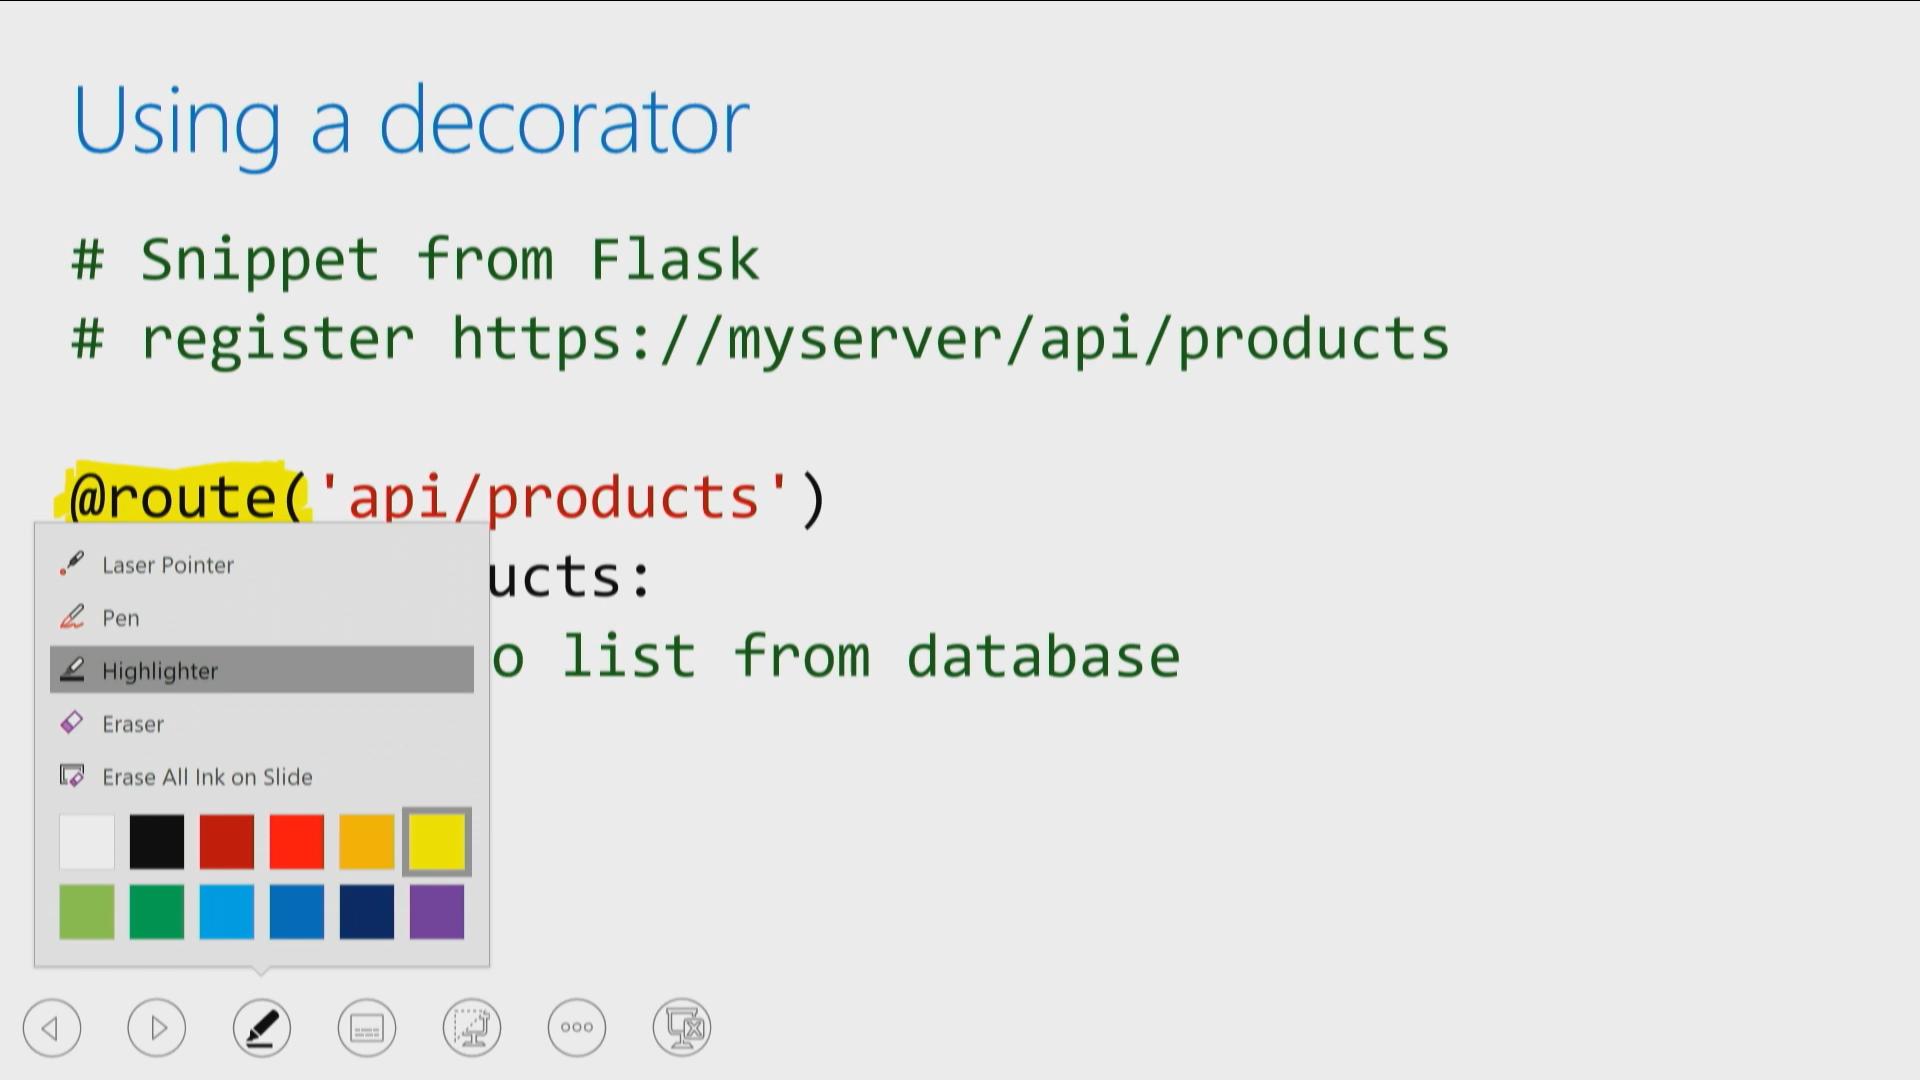 Using a decorator
# Snippet from Flask
# register https://myserver/api/products
@route('api/products')
ucts:
o list from database
Laser Pointer
Pen
Highlighter
Eraser
Erase All Ink on Slide